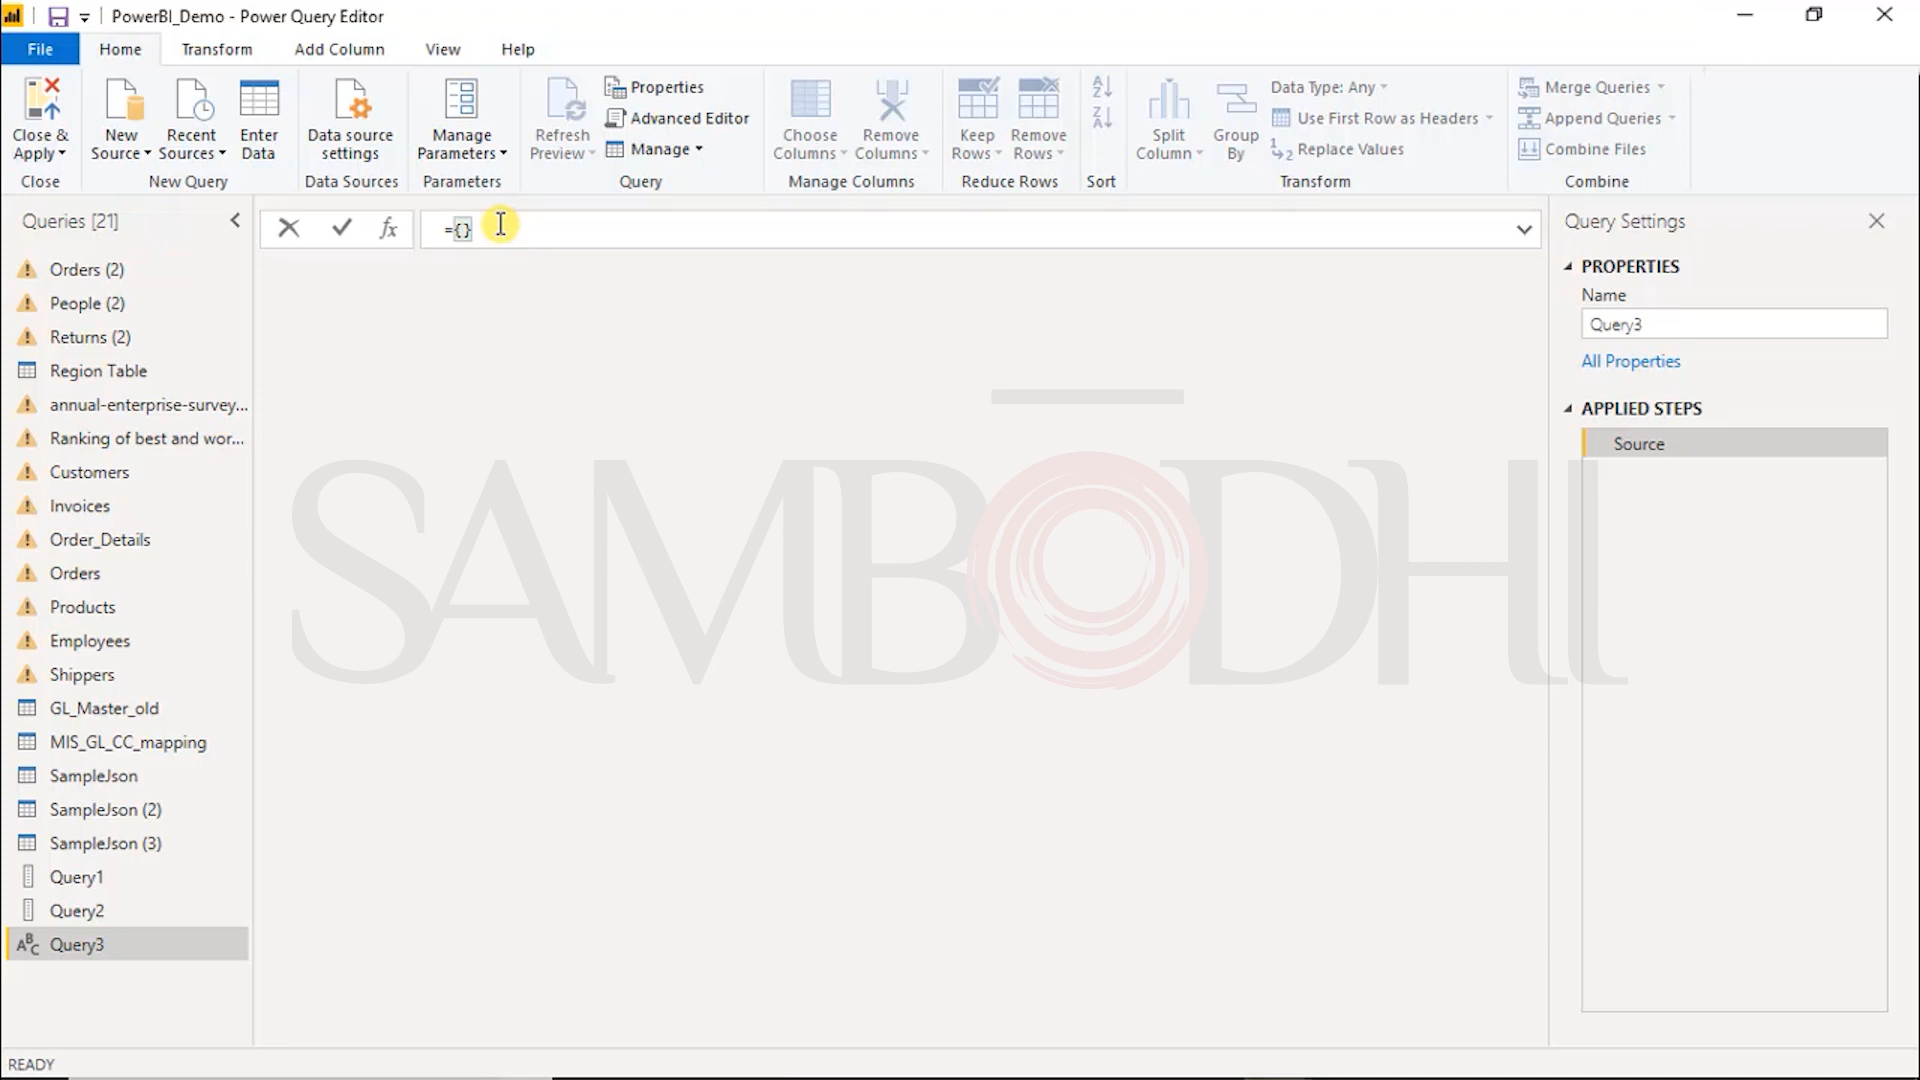 PowerBI_Demo - Power Query Editor
File Home Transform Add Column View Help
Close & Apply
Close
New Source
Recent Sources
Enter Data
New Query
Data source settings
Data Sources
Manage Parameters
Parameters
Refresh Preview
Properties
Advanced Editor
Manage
Query
Choose Columns
Remove Columns
Manage Columns
Keep Rows
Remove Rows
Reduce Rows
Sort
Split Column
Group By
Data Type: Any
Use First Row as Headers
Replace Values
Transform
Merge Queries
Append Queries
Combine Files
Combine
Queries [21]
Orders (2)
People (2)
Returns (2)
Region Table
annual-enterprise-survey...
Ranking of best and wor...
Customers
Invoices
Order_Details
Orders
Products
Employees
Shippers
GL_Master_old
MIS_GL_CC_mapping
SampleJson
SampleJson (2)
SampleJson (3)
Query1
Query2
Query3
fx ={}
SAMBODHI
Query Settings
PROPERTIES
Name
Query3
All Properties
APPLIED STEPS
Source
READY